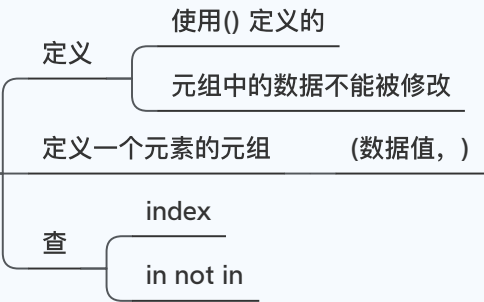 使用() 定义的
定义
元组中的数据不能被修改
定义一个元素的元组
(数据值，)
index
查
in not in